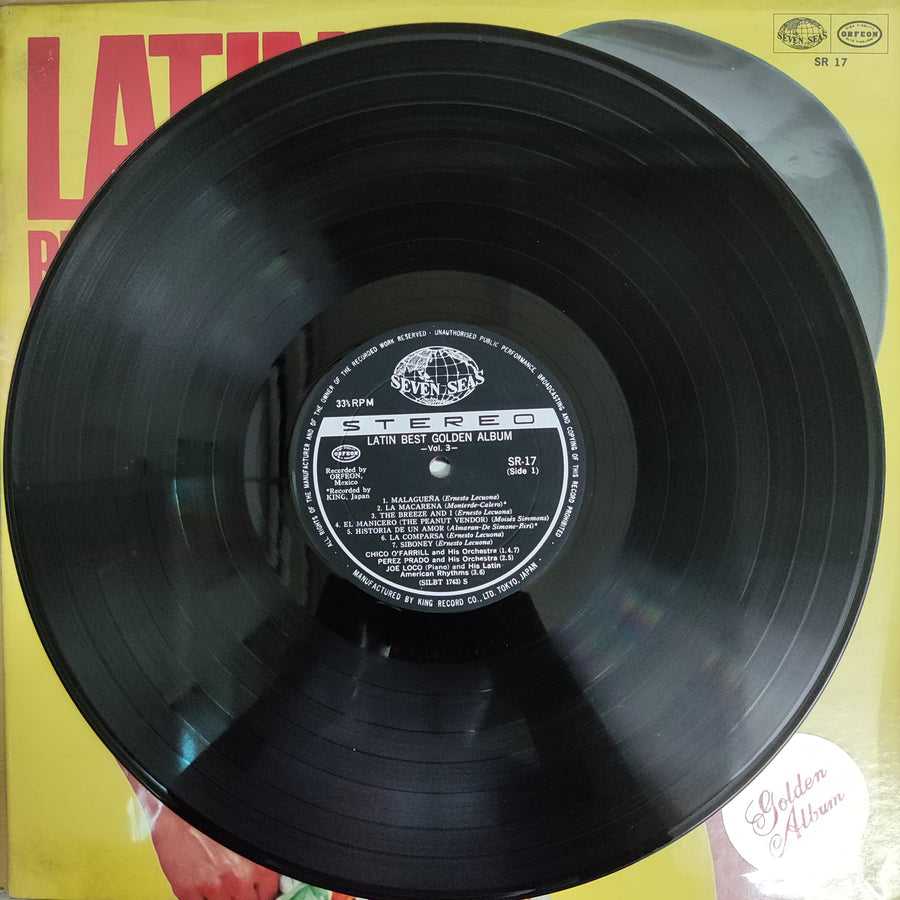 LATIN
SEVEN SEAS
ORFEON
SR 17
ALL RIGHTS OF THE MANUFACTURER AND OF THE OWNER OF THE RECORDED WORK RESERVED · UNAUTHORISED PUBLIC PERFORMANCE, BROADCASTING AND COPYING OF THIS RECORD PROHIBITED.
SEVEN SEAS
33⅓ RPM
STEREO
LATIN BEST GOLDEN ALBUM
—Vol. 3—
ORFEON
SR-17
(Side 1)
Recorded by
ORFEON,
Mexico
*Recorded by
KING, Japan
1. MALAGUEÑA (Ernesto Lecuona)
2. LA MACARENA (Monterde-Calero)*
3. THE BREEZE AND I (Ernesto Lecuona)
4. EL MANICERO (THE PEANUT VENDOR) (Moisés Siremons)
5. HISTORIA DE UN AMOR (Almaran-De Simone-Biri)*
6. LA COMPARSA (Ernesto Lecuona)
7. SIBONEY (Ernesto Lecuona)
CHICO O'FARRILL and His Orchestra (1.4.7)
PEREZ PRADO and His Orchestra (2.5)
JOE LOCO (Piano) and His Latin
American Rhythms (3.6)
(SILBT 1743) S
MANUFACTURED BY KING RECORD CO., LTD. TOKYO, JAPAN
Golden
Album